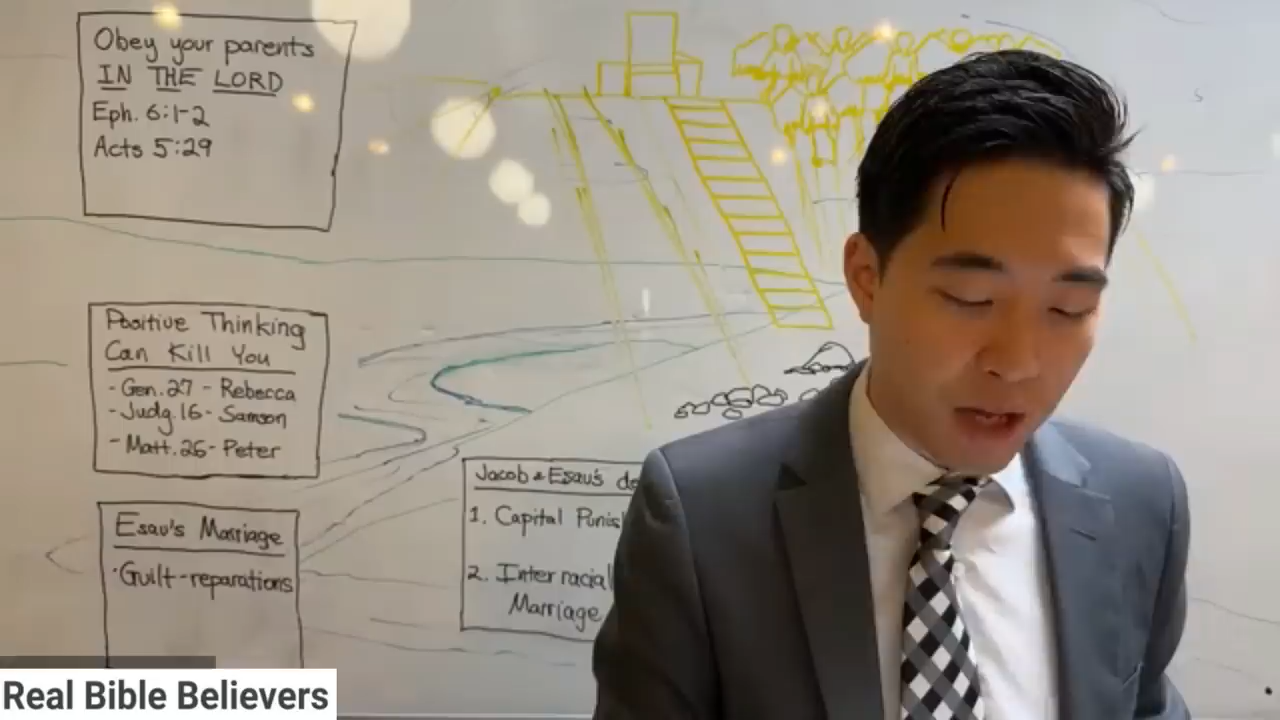 Obey your parents
IN THE LORD
Eph. 6:1-2
Acts 5:29
Positive Thinking
Can Kill You
- Gen. 27 - Rebecca
- Judg. 16 - Samson
- Matt. 26 - Peter
Esau's Marriage
· Guilt-reparations
Jacob & Esau's
1. Capital
2. Interracial
Marriage
Real Bible Believers